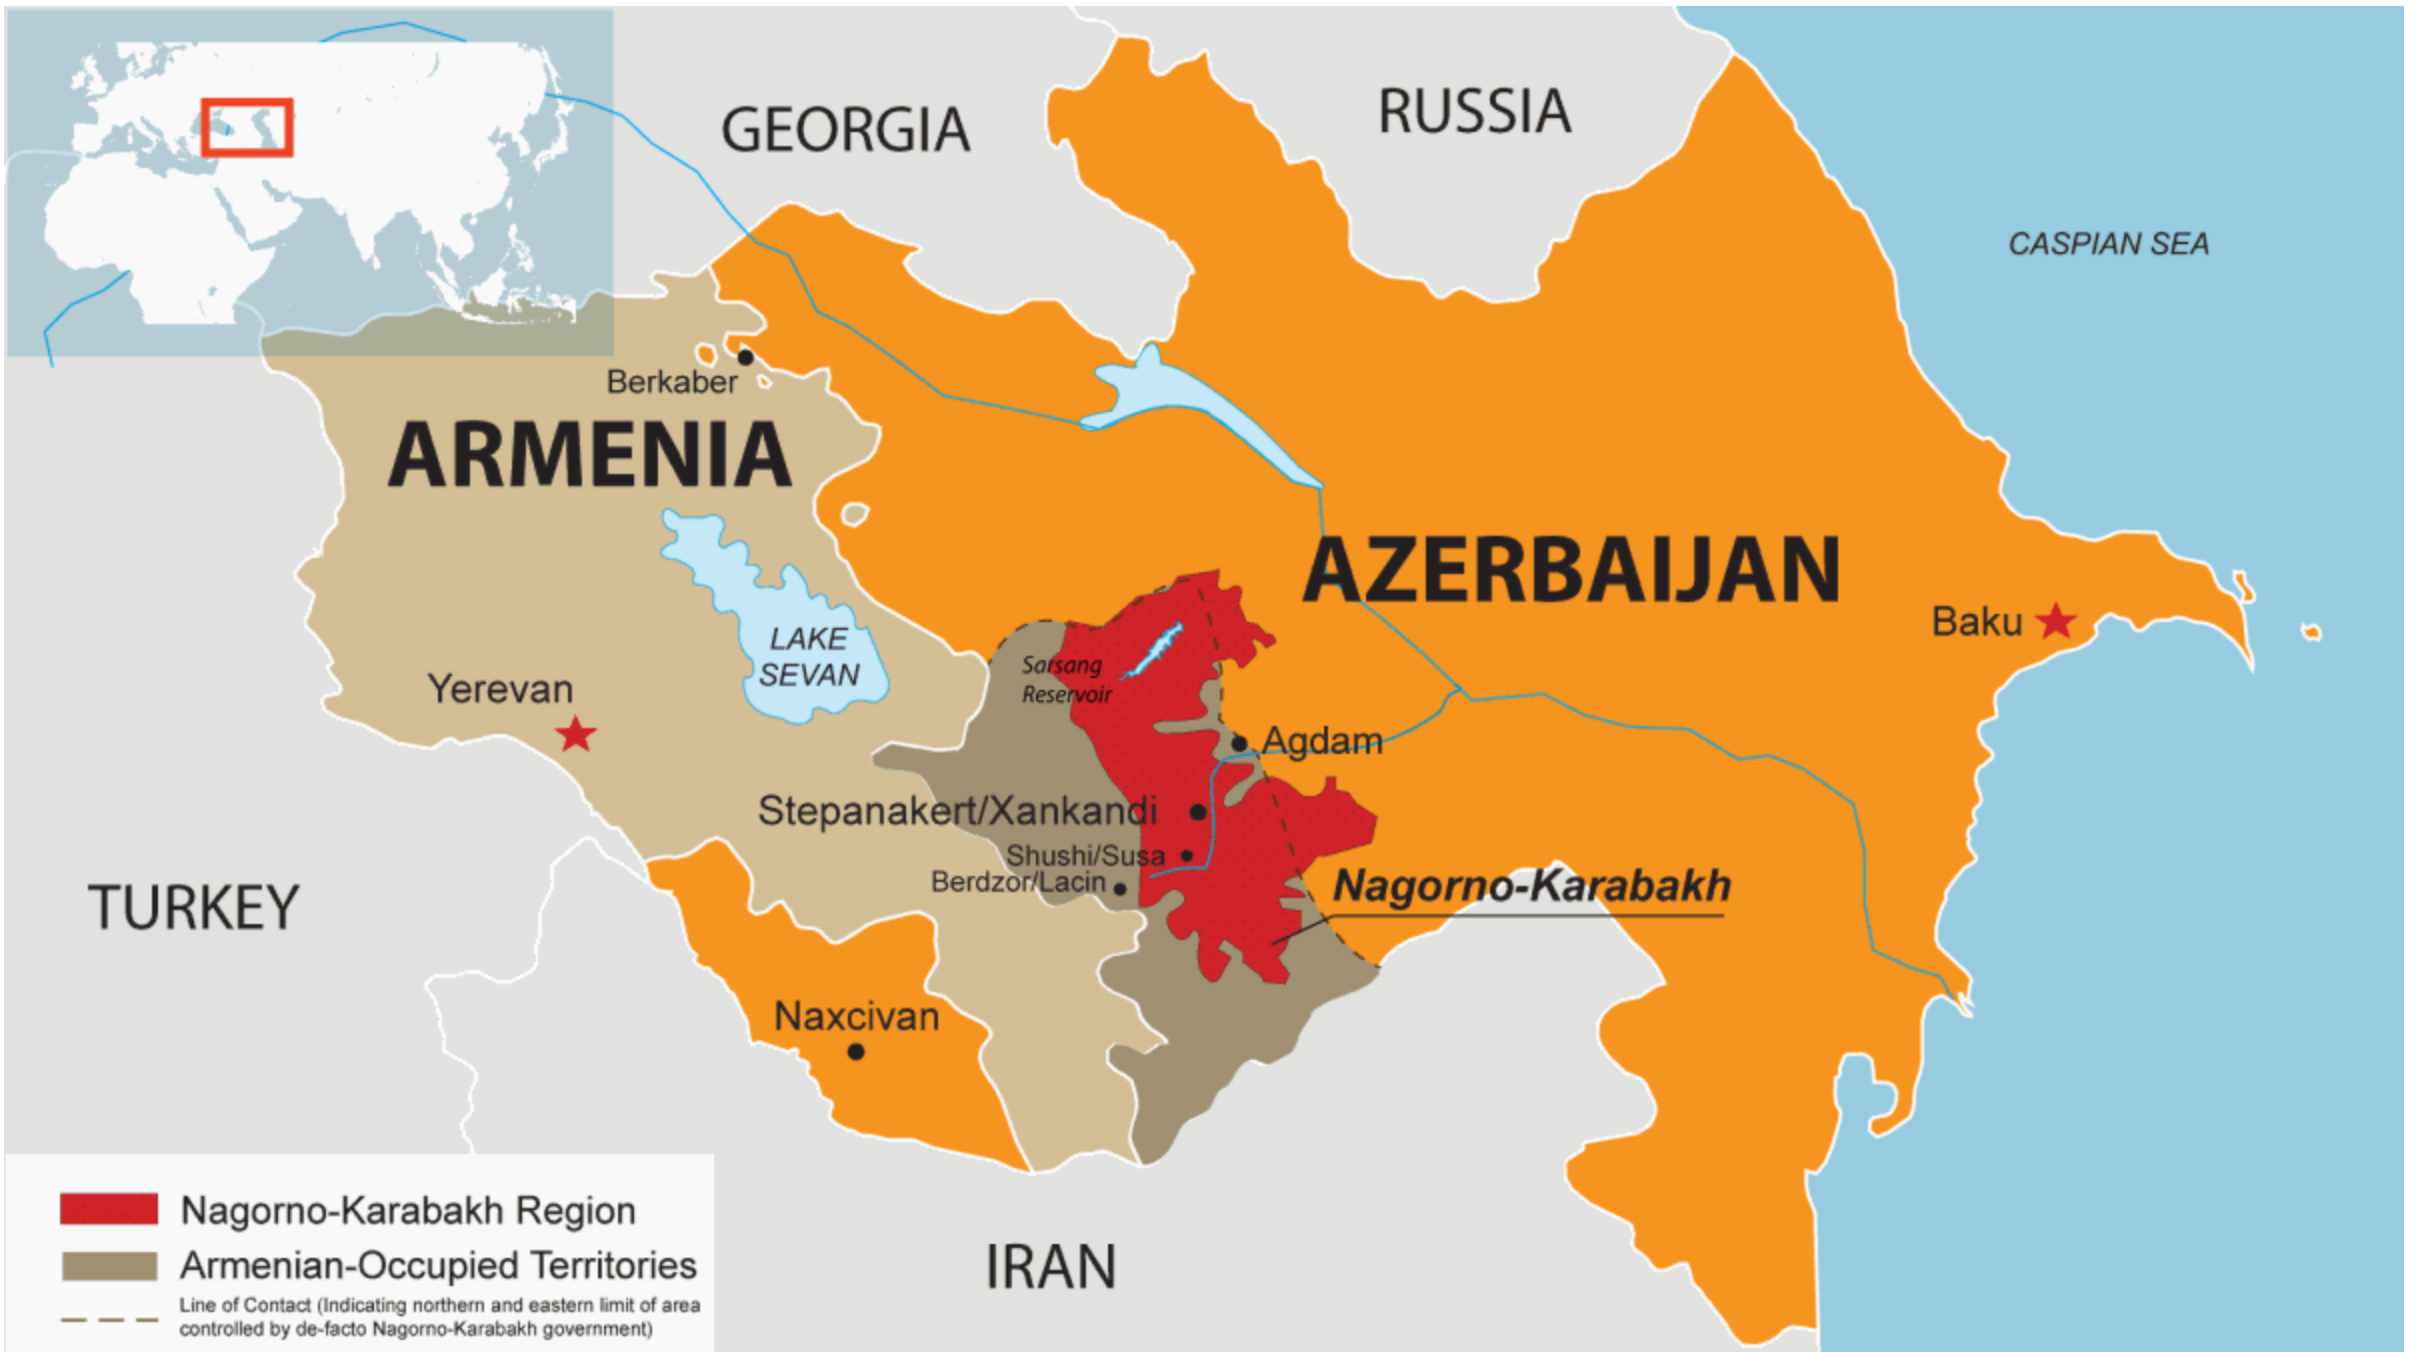 GEORGIA
RUSSIA
CASPIAN SEA
Berkaber
ARMENIA
AZERBAIJAN
LAKE
SEVAN
Baku
Sarsang
Reservoir
Yerevan
Agdam
Stepanakert/Xankandi
Shushi/Susa
Berdzor/Lacin
Nagorno-Karabakh
TURKEY
Naxcivan
IRAN
Nagorno-Karabakh Region
Armenian-Occupied Territories
Line of Contact (Indicating northern and eastern limit of area
controlled by de-facto Nagorno-Karabakh government)